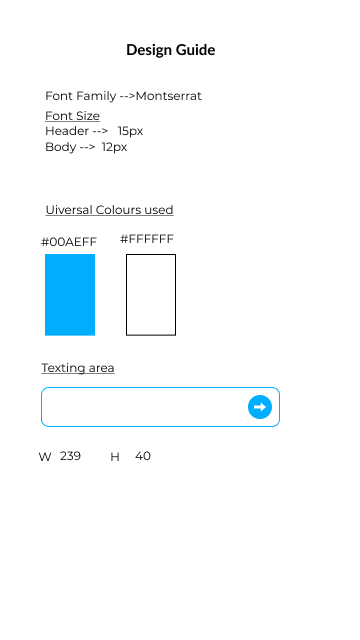 Design Guide
Font Family -->Montserrat
Font Size
Header --> 15px
Body --> 12px
Uiversal Colours used
#00AEFF #FFFFFF
Texting area
W 239 H 40